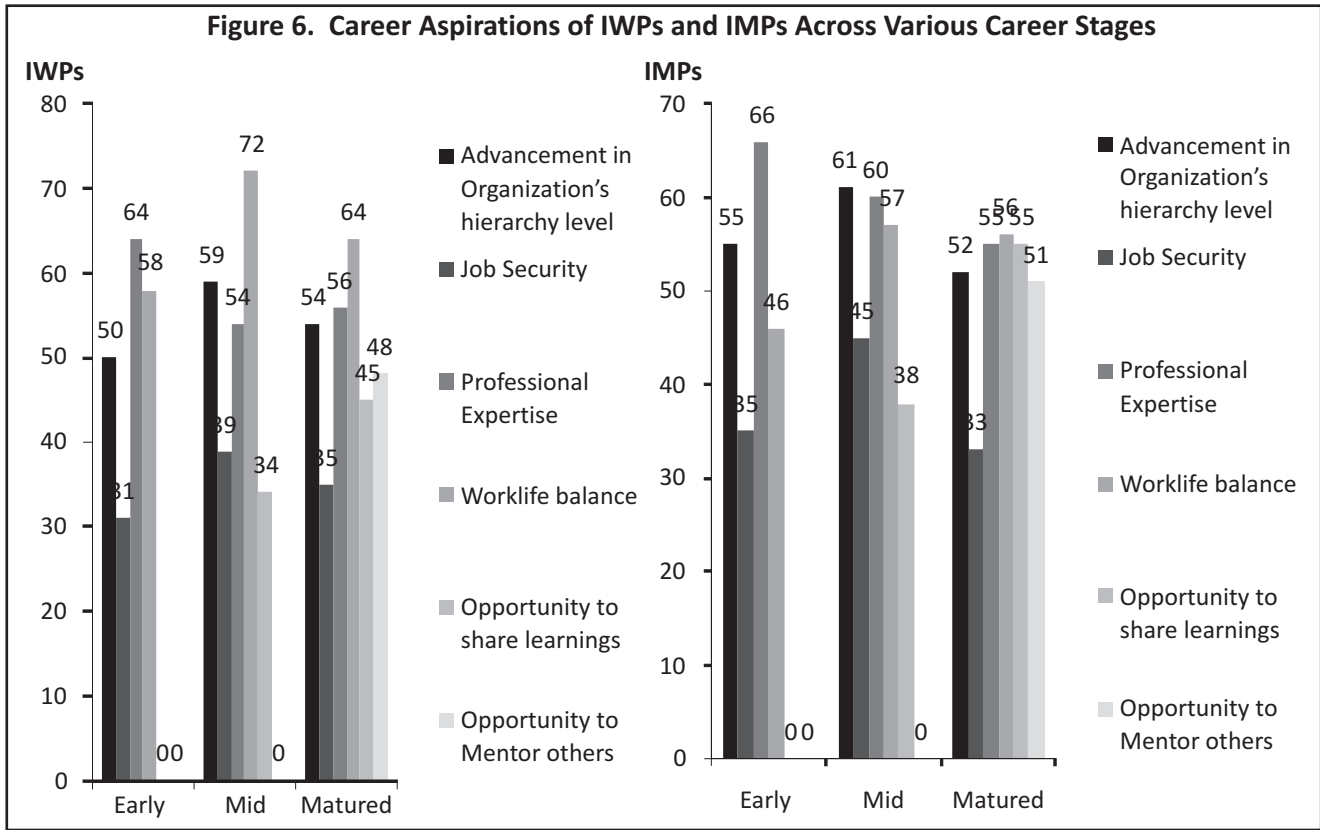 Figure 6.  Career Aspirations of IWPs and IMPs Across Various Career Stages
IWPs
80
70
60
50
40
30
20
10
0
50
31
64
58
0
0
59
39
54
72
34
0
54
35
56
64
45
48
Early
Mid
Matured
Advancement in
Organization’s
hierarchy level
Job Security
Professional
Expertise
Worklife balance
Opportunity to
share learnings
Opportunity to
Mentor others
IMPs
70
60
50
40
30
20
10
0
55
35
66
46
0
0
61
45
60
57
38
0
52
33
55
56
55
51
Early
Mid
Matured
Advancement in
Organization’s
hierarchy level
Job Security
Professional
Expertise
Worklife balance
Opportunity to
share learnings
Opportunity to
Mentor others